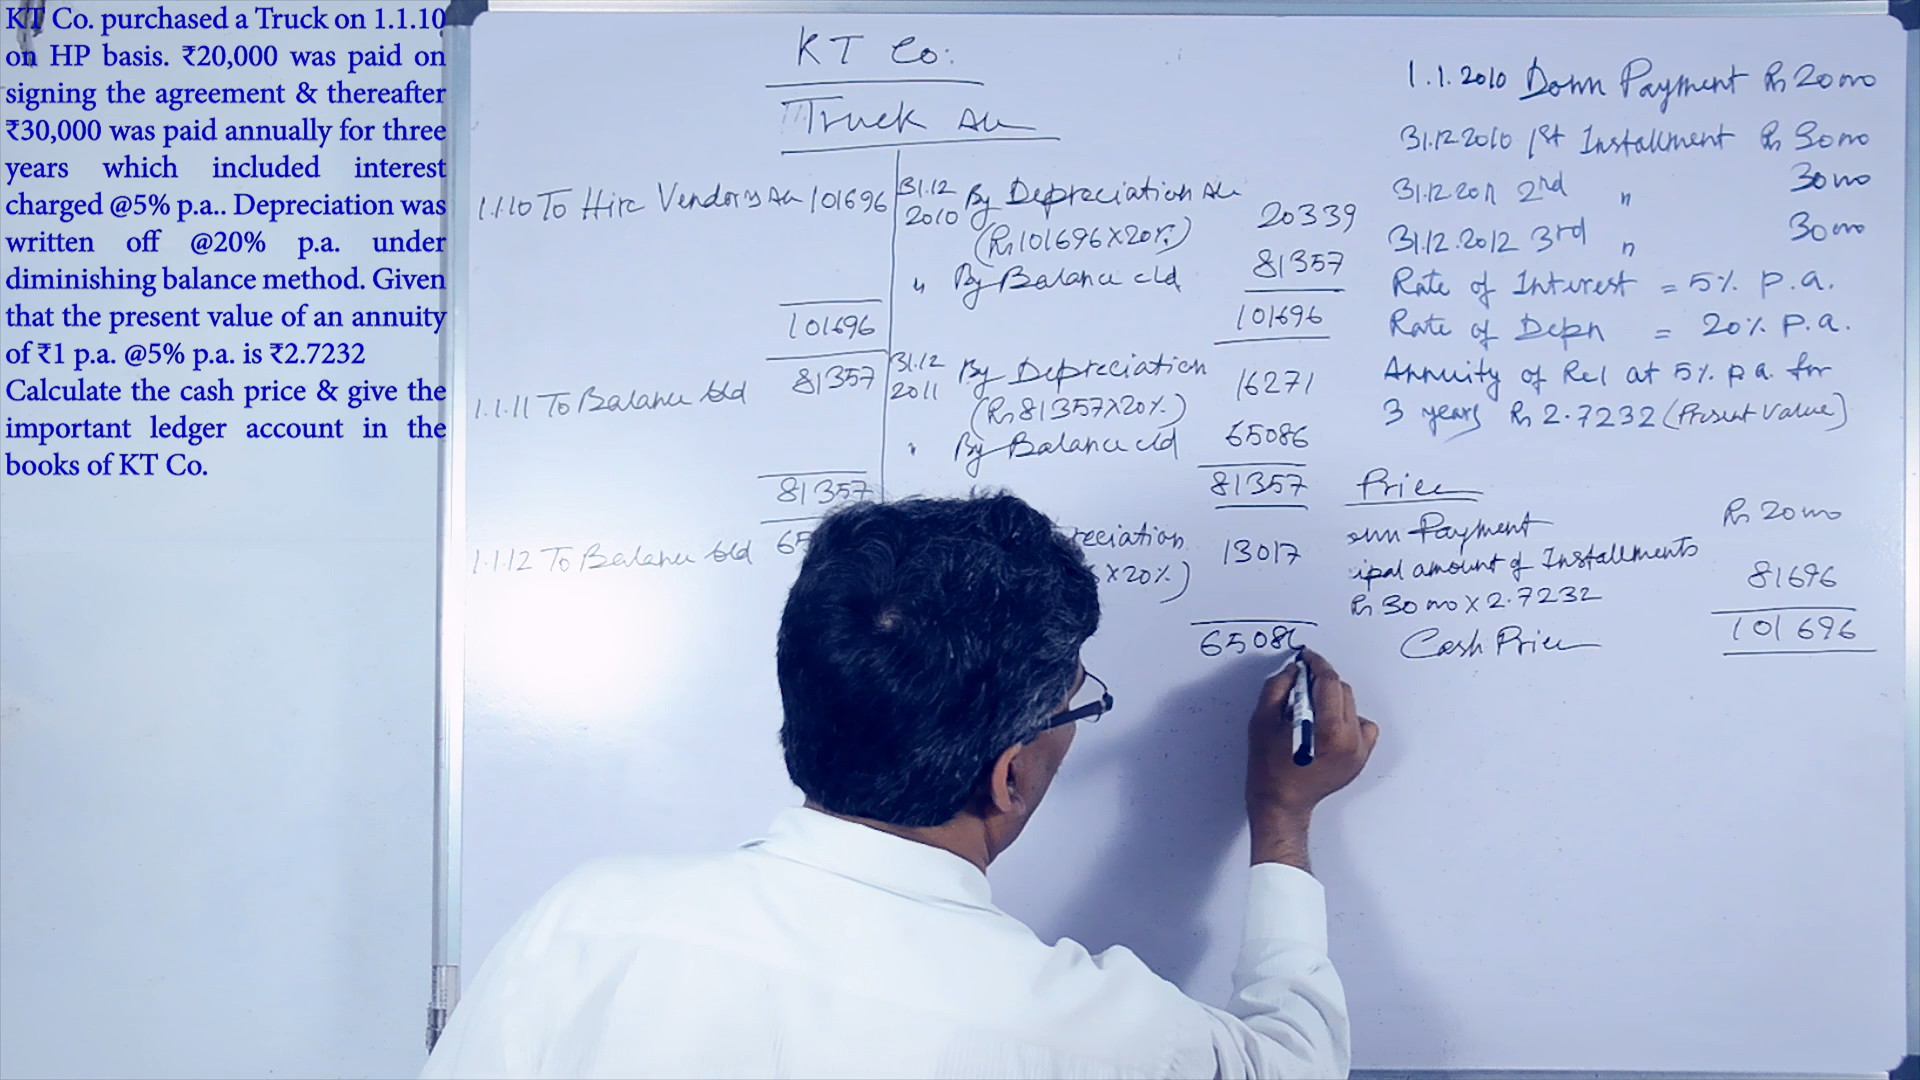 KT Co. purchased a Truck on 1.1.10
on HP basis. ₹20,000 was paid on
signing the agreement & thereafter
₹30,000 was paid annually for three
years which included interest
charged @5% p.a.. Depreciation was
written off @20% p.a. under
diminishing balance method. Given
that the present value of an annuity
of ₹1 p.a. @5% p.a. is ₹2.7232
Calculate the cash price & give the
important ledger account in the
books of KT Co.
KT Co.
Truck A/c
1.1.10 To Hire Vendors A/c 101696
101696
1.1.11 To Balance b/d 81357
81357
1.1.12 To Balance b/d 65
31.12 2010 By Depreciation A/c 20339
(Rs 101696 X 20%)
" By Balance c/d 81357
101696
31.12 2011 By Depreciation 16271
(Rs 81357 X 20%)
" By Balance c/d 65086
81357
reciation 13017
X 20%)
65086
1.1.2010 Down Payment Rs 20000
31.12.2010 1st Installment Rs 30000
31.12.2011 2nd " 30000
31.12.2012 3rd " 30000
Rate of Interest = 5% p.a.
Rate of Depn = 20% p.a.
Annuity of Re 1 at 5% p.a. for
3 years Rs 2.7232 (Present Value)
Price
own Payment Rs 20000
ipal amount of Installments
Rs 30000 X 2.7232 81696
Cash Price 101696